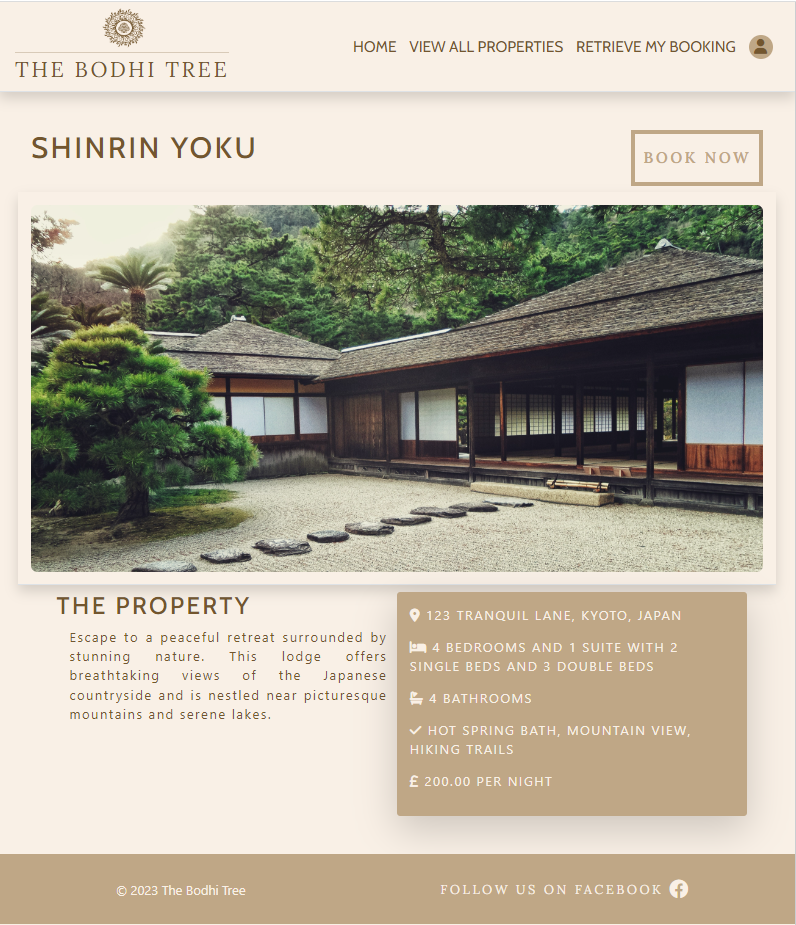 THE BODHI TREE
HOME VIEW ALL PROPERTIES RETRIEVE MY BOOKING
SHINRIN YOKU
BOOK NOW
THE PROPERTY
Escape to a peaceful retreat surrounded by
stunning nature. This lodge offers
breathtaking views of the Japanese
countryside and is nestled near picturesque
mountains and serene lakes.
123 TRANQUIL LANE, KYOTO, JAPAN
4 BEDROOMS AND 1 SUITE WITH 2
SINGLE BEDS AND 3 DOUBLE BEDS
4 BATHROOMS
HOT SPRING BATH, MOUNTAIN VIEW,
HIKING TRAILS
£ 200.00 PER NIGHT
© 2023 The Bodhi Tree
FOLLOW US ON FACEBOOK